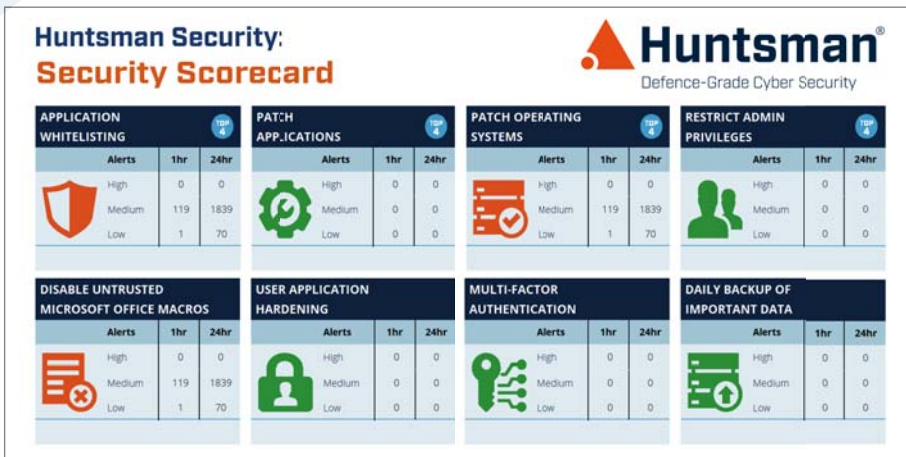 Huntsman Security:
Security Scorecard
Huntsman®
Defence-Grade Cyber Security
APPLICATION
WHITELISTING
TOP
4
Alerts 1hr 24hr
High 0 0
Medium 119 1839
Low 1 70
PATCH
APPLICATIONS
TOP
4
Alerts 1hr 24hr
High 0 0
Medium 0 0
Low 0 0
PATCH OPERATING
SYSTEMS
TOP
4
Alerts 1hr 24hr
High 0 0
Medium 119 1839
Low 1 70
RESTRICT ADMIN
PRIVILEGES
TOP
4
Alerts 1hr 24hr
High 0 0
Medium 0 0
Low 0 0
DISABLE UNTRUSTED
MICROSOFT OFFICE MACROS
Alerts 1hr 24hr
High 0 0
Medium 119 1839
Low 1 70
USER APPLICATION
HARDENING
Alerts 1hr 24hr
High 0 0
Medium 0 0
Low 0 0
MULTI-FACTOR
AUTHENTICATION
Alerts 1hr 24hr
High 0 0
Medium 0 0
Low 0 0
DAILY BACKUP OF
IMPORTANT DATA
Alerts 1hr 24hr
High 0 0
Medium 0 0
Low 0 0